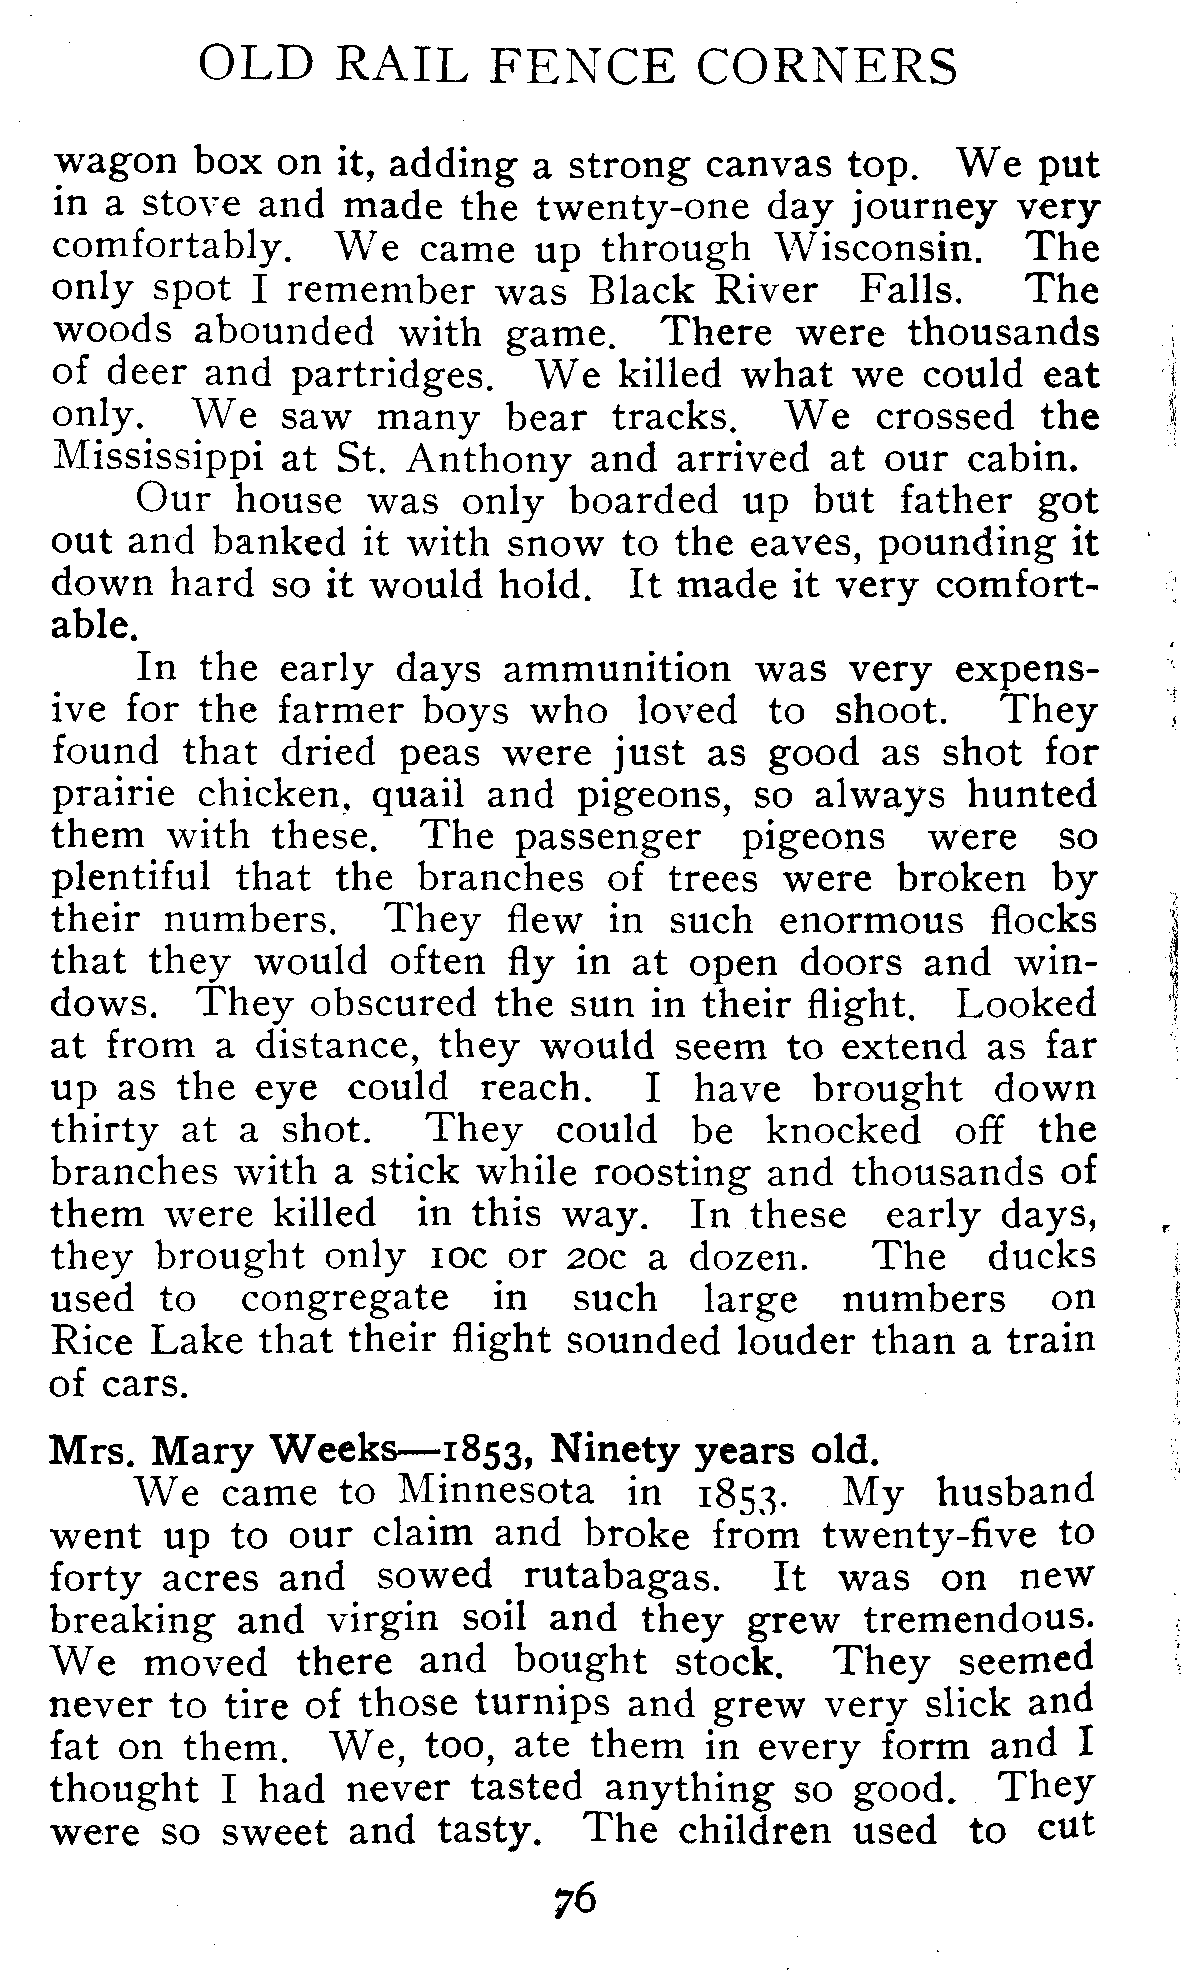 OLD RAIL FENCE CORNERS
wagon box on it, adding a strong canvas top. We put
in a stove and made the twenty-one day journey very
comfortably. We came up through Wisconsin. The
only spot I remember was Black River Falls. The
woods abounded with game. There were thousands
of deer and partridges. We killed what we could eat
only. We saw many bear tracks. We crossed the
Mississippi at St. Anthony and arrived at our cabin.
Our house was only boarded up but father got
out and banked it with snow to the eaves, pounding it
down hard so it would hold. It made it very comfort-
able.
In the early days ammunition was very expens-
ive for the farmer boys who loved to shoot. They
found that dried peas were just as good as shot for
prairie chicken, quail and pigeons, so always hunted
them with these. The passenger pigeons were so
plentiful that the branches of trees were broken by
their numbers. They flew in such enormous flocks
that they would often fly in at open doors and win-
dows. They obscured the sun in their flight. Looked
at from a distance, they would seem to extend as far
up as the eye could reach. I have brought down
thirty at a shot. They could be knocked off the
branches with a stick while roosting and thousands of
them were killed in this way. In these early days,
they brought only 10c or 20c a dozen. The ducks
used to congregate in such large numbers on
Rice Lake that their flight sounded louder than a train
of cars.
Mrs. Mary Weeks—1853, Ninety years old.
We came to Minnesota in 1853. My husband
went up to our claim and broke from twenty-five to
forty acres and sowed rutabagas. It was on new
breaking and virgin soil and they grew tremendous.
We moved there and bought stock. They seemed
never to tire of those turnips and grew very slick and
fat on them. We, too, ate them in every form and I
thought I had never tasted anything so good. They
were so sweet and tasty. The children used to cut
76